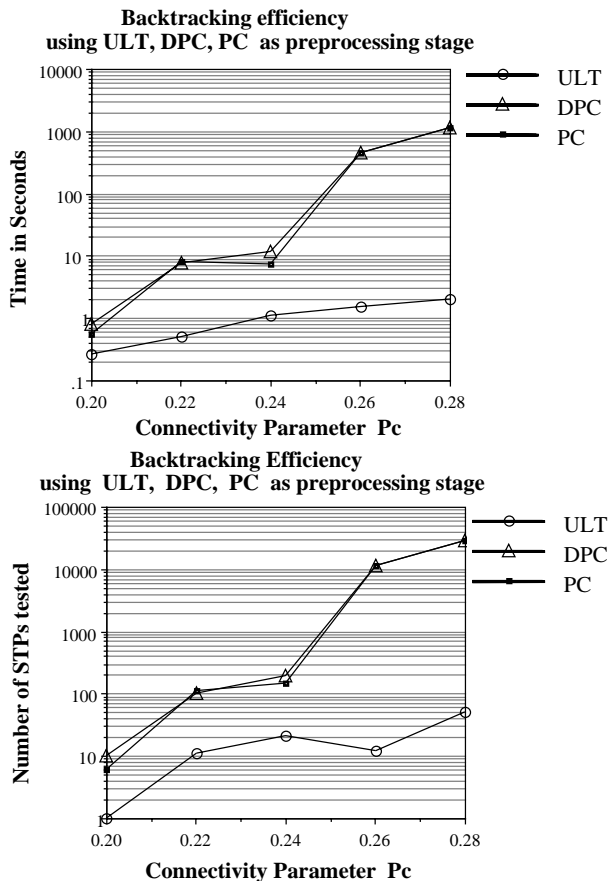 Backtracking efficiency
using ULT, DPC, PC as preprocessing stage
10000
1000
100
10
1
.1
0.20 0.22 0.24 0.26 0.28
Time in Seconds
Connectivity Parameter Pc
ULT
DPC
PC
Backtracking Efficiency
using ULT, DPC, PC as preprocessing stage
100000
10000
1000
100
10
1
0.20 0.22 0.24 0.26 0.28
Number of STPs tested
Connectivity Parameter Pc
ULT
DPC
PC